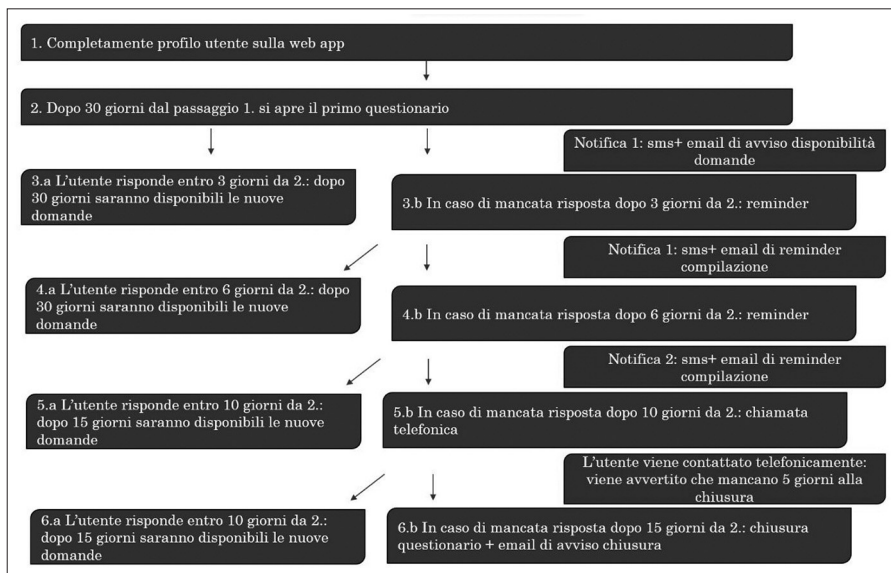 1. Completamente profilo utente sulla web app
2. Dopo 30 giorni dal passaggio 1. si apre il primo questionario
Notifica 1: sms+ email di avviso disponibilità
domande
3.a L'utente risponde entro 3 giorni da 2.: dopo
30 giorni saranno disponibili le nuove
domande
3.b In caso di mancata risposta dopo 3 giorni da 2.: reminder
Notifica 1: sms+ email di reminder
compilazione
4.a L'utente risponde entro 6 giorni da 2.: dopo
30 giorni saranno disponibili le nuove
domande
4.b In caso di mancata risposta dopo 6 giorni da 2.: reminder
Notifica 2: sms+ email di reminder
compilazione
5.a L'utente risponde entro 10 giorni da 2.:
dopo 15 giorni saranno disponibili le nuove
domande
5.b In caso di mancata risposta dopo 10 giorni da 2.: chiamata
telefonica
L'utente viene contattato telefonicamente:
viene avvertito che mancano 5 giorni alla
chiusura
6.a L'utente risponde entro 10 giorni da 2.:
dopo 15 giorni saranno disponibili le nuove
domande
6.b In caso di mancata risposta dopo 15 giorni da 2.: chiusura
questionario + email di avviso chiusura